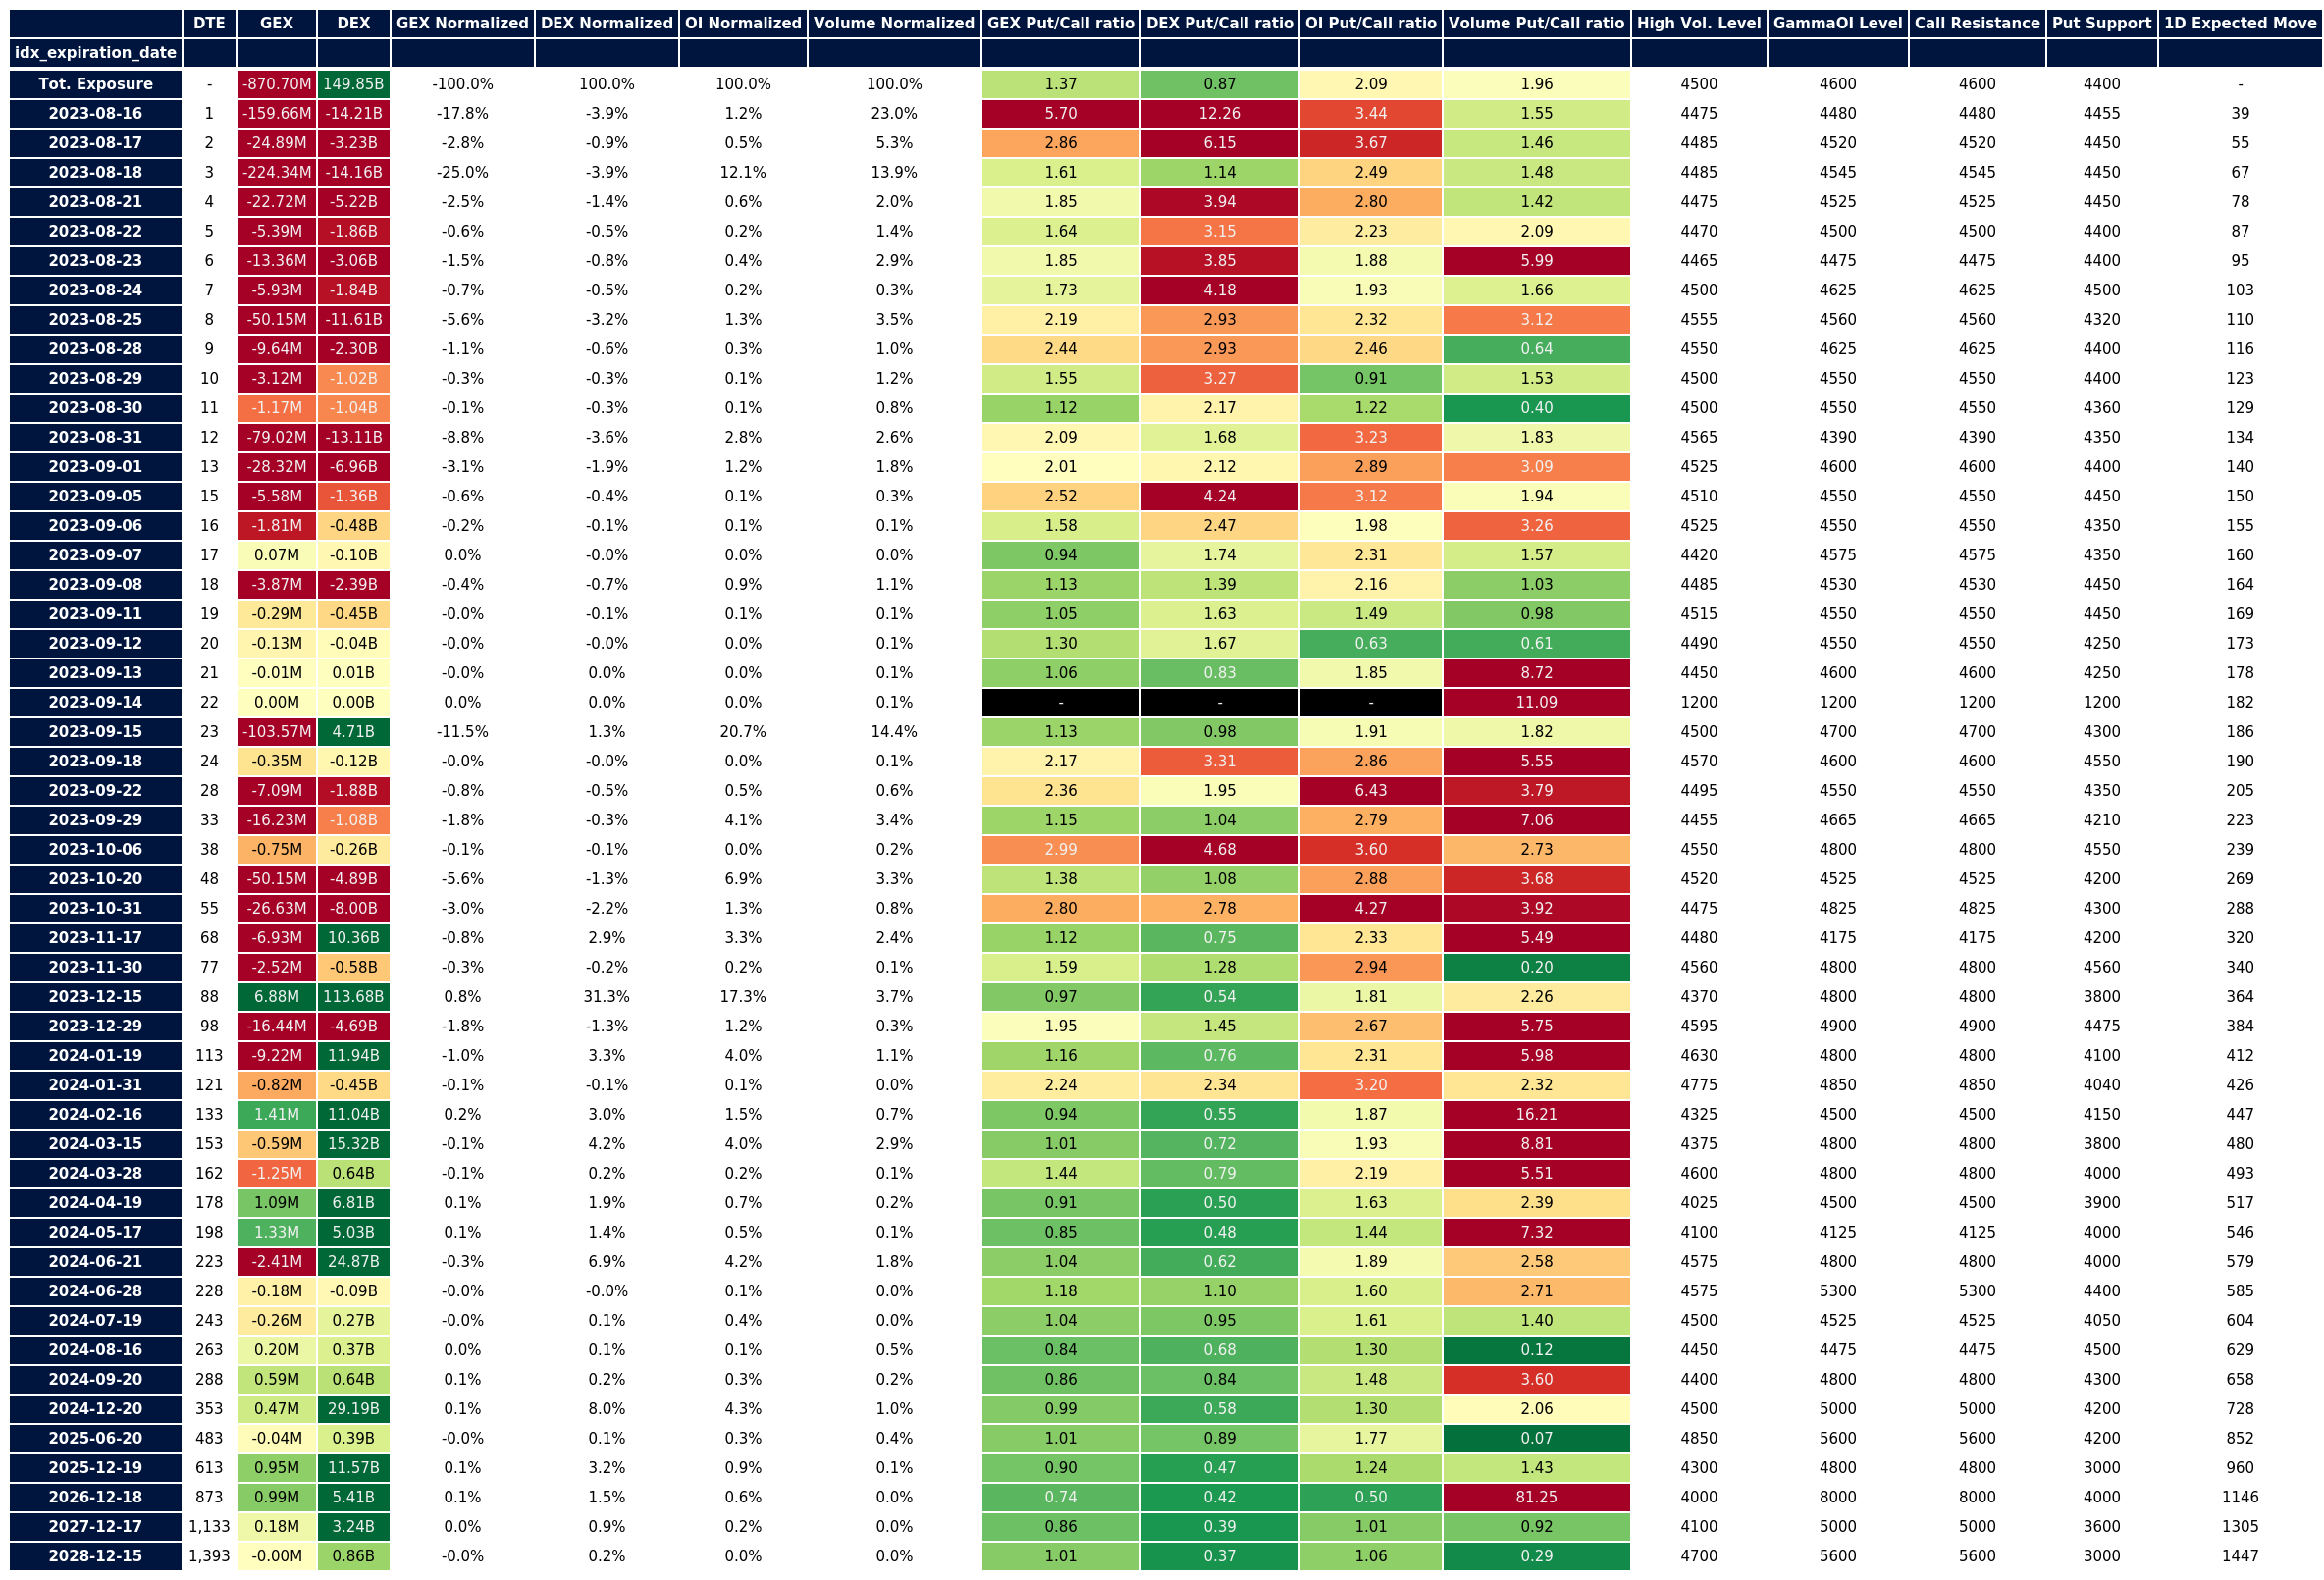 DTE GEX DEX GEX Normalized DEX Normalized OI Normalized Volume Normalized GEX Put/Call ratio DEX Put/Call ratio OI Put/Call ratio Volume Put/Call ratio High Vol. Level GammaOI Level Call Resistance Put Support 1D Expected Move
idx_expiration_date
Tot. Exposure - -870.70M 149.85B -100.0% 100.0% 100.0% 100.0% 1.37 0.87 2.09 1.96 4500 4600 4600 4400 -
2023-08-16 1 -159.66M -14.21B -17.8% -3.9% 1.2% 23.0% 5.70 12.26 3.44 1.55 4475 4480 4480 4455 39
2023-08-17 2 -24.89M -3.23B -2.8% -0.9% 0.5% 5.3% 2.86 6.15 3.67 1.46 4485 4520 4520 4450 55
2023-08-18 3 -224.34M -14.16B -25.0% -3.9% 12.1% 13.9% 1.61 1.14 2.49 1.48 4485 4545 4545 4450 67
2023-08-21 4 -22.72M -5.22B -2.5% -1.4% 0.6% 2.0% 1.85 3.94 2.80 1.42 4475 4525 4525 4450 78
2023-08-22 5 -5.39M -1.86B -0.6% -0.5% 0.2% 1.4% 1.64 3.15 2.23 2.09 4470 4500 4500 4400 87
2023-08-23 6 -13.36M -3.06B -1.5% -0.8% 0.4% 2.9% 1.85 3.85 1.88 5.99 4465 4475 4475 4400 95
2023-08-24 7 -5.93M -1.84B -0.7% -0.5% 0.2% 0.3% 1.73 4.18 1.93 1.66 4500 4625 4625 4500 103
2023-08-25 8 -50.15M -11.61B -5.6% -3.2% 1.3% 3.5% 2.19 2.93 2.32 3.12 4555 4560 4560 4320 110
2023-08-28 9 -9.64M -2.30B -1.1% -0.6% 0.3% 1.0% 2.44 2.93 2.46 0.64 4550 4625 4625 4400 116
2023-08-29 10 -3.12M -1.02B -0.3% -0.3% 0.1% 1.2% 1.55 3.27 0.91 1.53 4500 4550 4550 4400 123
2023-08-30 11 -1.17M -1.04B -0.1% -0.3% 0.1% 0.8% 1.12 2.17 1.22 0.40 4500 4550 4550 4360 129
2023-08-31 12 -79.02M -13.11B -8.8% -3.6% 2.8% 2.6% 2.09 1.68 3.23 1.83 4565 4390 4390 4350 134
2023-09-01 13 -28.32M -6.96B -3.1% -1.9% 1.2% 1.8% 2.01 2.12 2.89 3.09 4525 4600 4600 4400 140
2023-09-05 15 -5.58M -1.36B -0.6% -0.4% 0.1% 0.3% 2.52 4.24 3.12 1.94 4510 4550 4550 4450 150
2023-09-06 16 -1.81M -0.48B -0.2% -0.1% 0.1% 0.1% 1.58 2.47 1.98 3.26 4525 4550 4550 4350 155
2023-09-07 17 0.07M -0.10B 0.0% -0.0% 0.0% 0.0% 0.94 1.74 2.31 1.57 4420 4575 4575 4350 160
2023-09-08 18 -3.87M -2.39B -0.4% -0.7% 0.9% 1.1% 1.13 1.39 2.16 1.03 4485 4530 4530 4450 164
2023-09-11 19 -0.29M -0.45B -0.0% -0.1% 0.1% 0.1% 1.05 1.63 1.49 0.98 4515 4550 4550 4450 169
2023-09-12 20 -0.13M -0.04B -0.0% -0.0% 0.0% 0.1% 1.30 1.67 0.63 0.61 4490 4550 4550 4250 173
2023-09-13 21 -0.01M 0.01B -0.0% 0.0% 0.0% 0.1% 1.06 0.83 1.85 8.72 4450 4600 4600 4250 178
2023-09-14 22 0.00M 0.00B 0.0% 0.0% 0.0% 0.1% - - - 11.09 1200 1200 1200 1200 182
2023-09-15 23 -103.57M 4.71B -11.5% 1.3% 20.7% 14.4% 1.13 0.98 1.91 1.82 4500 4700 4700 4300 186
2023-09-18 24 -0.35M -0.12B -0.0% -0.0% 0.0% 0.1% 2.17 3.31 2.86 5.55 4570 4600 4600 4550 190
2023-09-22 28 -7.09M -1.88B -0.8% -0.5% 0.5% 0.6% 2.36 1.95 6.43 3.79 4495 4550 4550 4350 205
2023-09-29 33 -16.23M -1.08B -1.8% -0.3% 4.1% 3.4% 1.15 1.04 2.79 7.06 4455 4665 4665 4210 223
2023-10-06 38 -0.75M -0.26B -0.1% -0.1% 0.0% 0.2% 2.99 4.68 3.60 2.73 4550 4800 4800 4550 239
2023-10-20 48 -50.15M -4.89B -5.6% -1.3% 6.9% 3.3% 1.38 1.08 2.88 3.68 4520 4525 4525 4200 269
2023-10-31 55 -26.63M -8.00B -3.0% -2.2% 1.3% 0.8% 2.80 2.78 4.27 3.92 4475 4825 4825 4300 288
2023-11-17 68 -6.93M 10.36B -0.8% 2.9% 3.3% 2.4% 1.12 0.75 2.33 5.49 4480 4175 4175 4200 320
2023-11-30 77 -2.52M -0.58B -0.3% -0.2% 0.2% 0.1% 1.59 1.28 2.94 0.20 4560 4800 4800 4560 340
2023-12-15 88 6.88M 113.68B 0.8% 31.3% 17.3% 3.7% 0.97 0.54 1.81 2.26 4370 4800 4800 3800 364
2023-12-29 98 -16.44M -4.69B -1.8% -1.3% 1.2% 0.3% 1.95 1.45 2.67 5.75 4595 4900 4900 4475 384
2024-01-19 113 -9.22M 11.94B -1.0% 3.3% 4.0% 1.1% 1.16 0.76 2.31 5.98 4630 4800 4800 4100 412
2024-01-31 121 -0.82M -0.45B -0.1% -0.1% 0.1% 0.0% 2.24 2.34 3.20 2.32 4775 4850 4850 4040 426
2024-02-16 133 1.41M 11.04B 0.2% 3.0% 1.5% 0.7% 0.94 0.55 1.87 16.21 4325 4500 4500 4150 447
2024-03-15 153 -0.59M 15.32B -0.1% 4.2% 4.0% 2.9% 1.01 0.72 1.93 8.81 4375 4800 4800 3800 480
2024-03-28 162 -1.25M 0.64B -0.1% 0.2% 0.2% 0.1% 1.44 0.79 2.19 5.51 4600 4800 4800 4000 493
2024-04-19 178 1.09M 6.81B 0.1% 1.9% 0.7% 0.2% 0.91 0.50 1.63 2.39 4025 4500 4500 3900 517
2024-05-17 198 1.33M 5.03B 0.1% 1.4% 0.5% 0.1% 0.85 0.48 1.44 7.32 4100 4125 4125 4000 546
2024-06-21 223 -2.41M 24.87B -0.3% 6.9% 4.2% 1.8% 1.04 0.62 1.89 2.58 4575 4800 4800 4000 579
2024-06-28 228 -0.18M -0.09B -0.0% -0.0% 0.1% 0.0% 1.18 1.10 1.60 2.71 4575 5300 5300 4400 585
2024-07-19 243 -0.26M 0.27B -0.0% 0.1% 0.4% 0.0% 1.04 0.95 1.61 1.40 4500 4525 4525 4050 604
2024-08-16 263 0.20M 0.37B 0.0% 0.1% 0.1% 0.5% 0.84 0.68 1.30 0.12 4450 4475 4475 4500 629
2024-09-20 288 0.59M 0.64B 0.1% 0.2% 0.3% 0.2% 0.86 0.84 1.48 3.60 4400 4800 4800 4300 658
2024-12-20 353 0.47M 29.19B 0.1% 8.0% 4.3% 1.0% 0.99 0.58 1.30 2.06 4500 5000 5000 4200 728
2025-06-20 483 -0.04M 0.39B -0.0% 0.1% 0.3% 0.4% 1.01 0.89 1.77 0.07 4850 5600 5600 4200 852
2025-12-19 613 0.95M 11.57B 0.1% 3.2% 0.9% 0.1% 0.90 0.47 1.24 1.43 4300 4800 4800 3000 960
2026-12-18 873 0.99M 5.41B 0.1% 1.5% 0.6% 0.0% 0.74 0.42 0.50 81.25 4000 8000 8000 4000 1146
2027-12-17 1,133 0.18M 3.24B 0.0% 0.9% 0.2% 0.0% 0.86 0.39 1.01 0.92 4100 5000 5000 3600 1305
2028-12-15 1,393 -0.00M 0.86B -0.0% 0.2% 0.0% 0.0% 1.01 0.37 1.06 0.29 4700 5600 5600 3000 1447